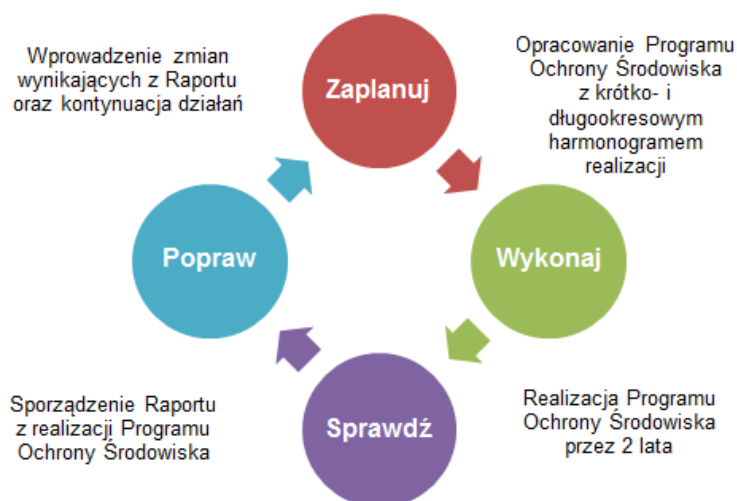 Zaplanuj
Opracowanie Programu
Ochrony Środowiska
z krótko- i
długookresowym
harmonogramem
realizacji
Wykonaj
Realizacja Programu
Ochrony Środowiska
przez 2 lata
Sprawdź
Sporządzenie Raportu
z realizacji Programu
Ochrony Środowiska
Popraw
Wprowadzenie zmian
wynikających z Raportu
oraz kontynuacja działań